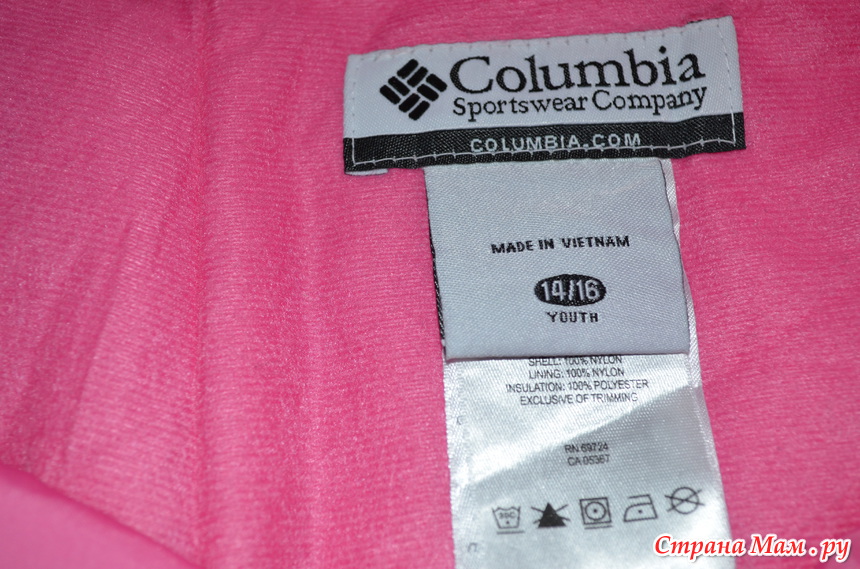 Columbia
Sportswear Company
COLUMBIA.COM
MADE IN VIETNAM
14/16
YOUTH
SHELL: 100% NYLON
LINING: 100% NYLON
INSULATION: 100% POLYESTER
EXCLUSIVE OF TRIMMING
RN 69724
CA 05367
30C
Страна Мам.ру